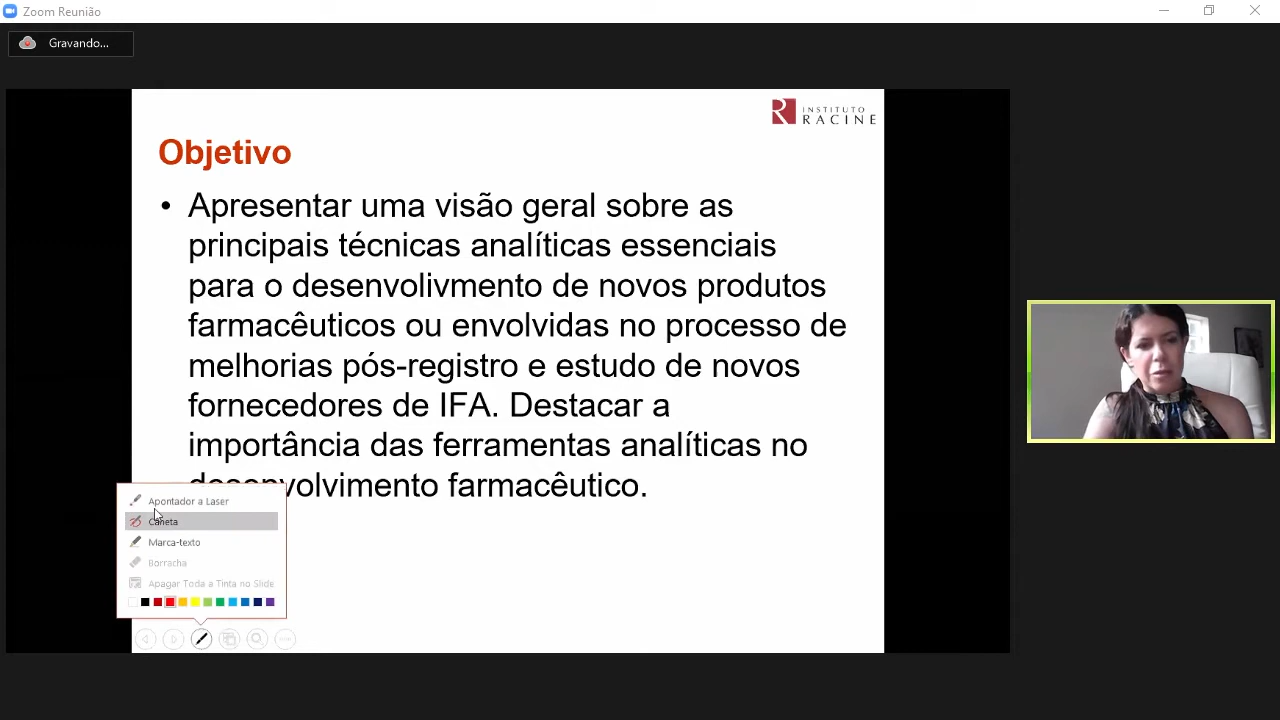 Zoom Reunião
Gravando...
INSTITUTO
RACINE
Objetivo
• Apresentar uma visão geral sobre as
principais técnicas analíticas essenciais
para o desenvolivmento de novos produtos
farmacêuticos ou envolvidas no processo de
melhorias pós-registro e estudo de novos
fornecedores de IFA. Destacar a
importância das ferramentas analíticas no
desenvolvimento farmacêutico.
Apontador a Laser
Caneta
Marca-texto
Borracha
Apagar Toda a Tinta no Slide